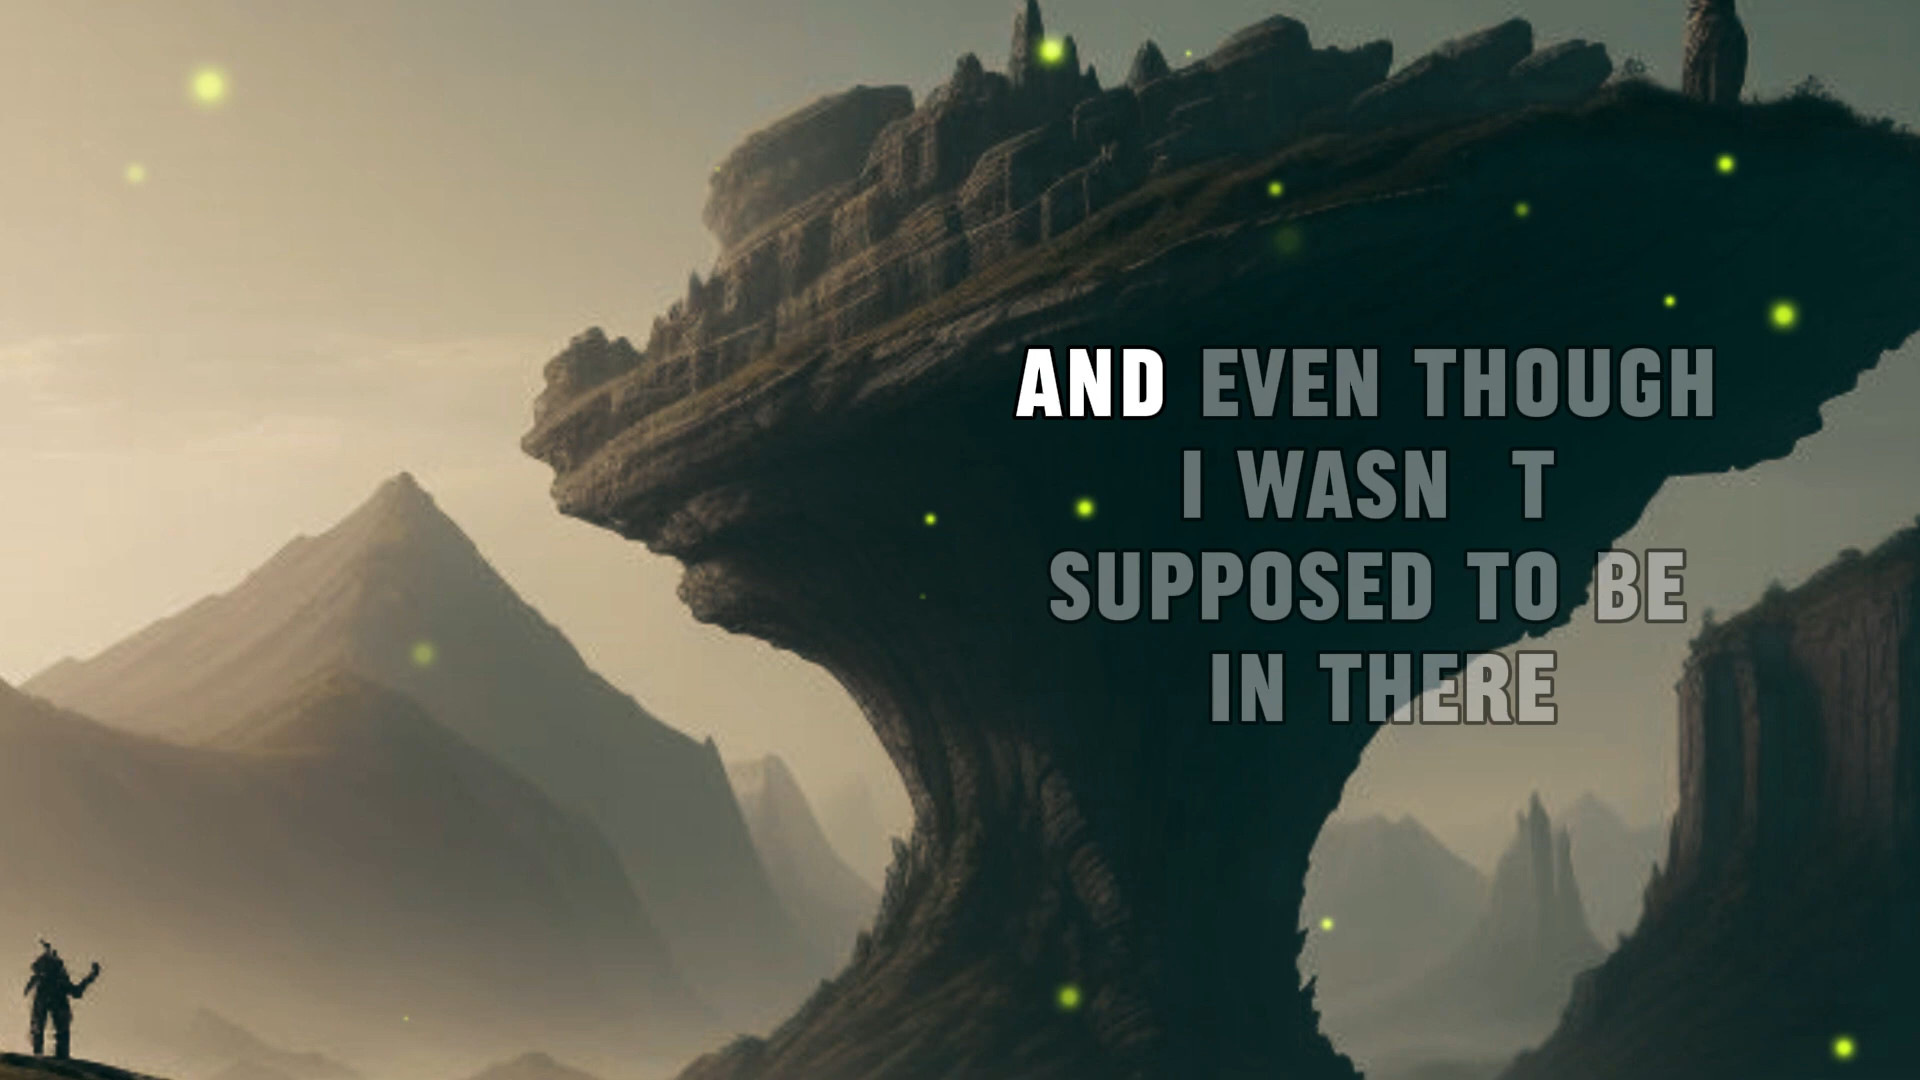 AND EVEN THOUGH
I WASN  T
SUPPOSED TO BE
IN THERE